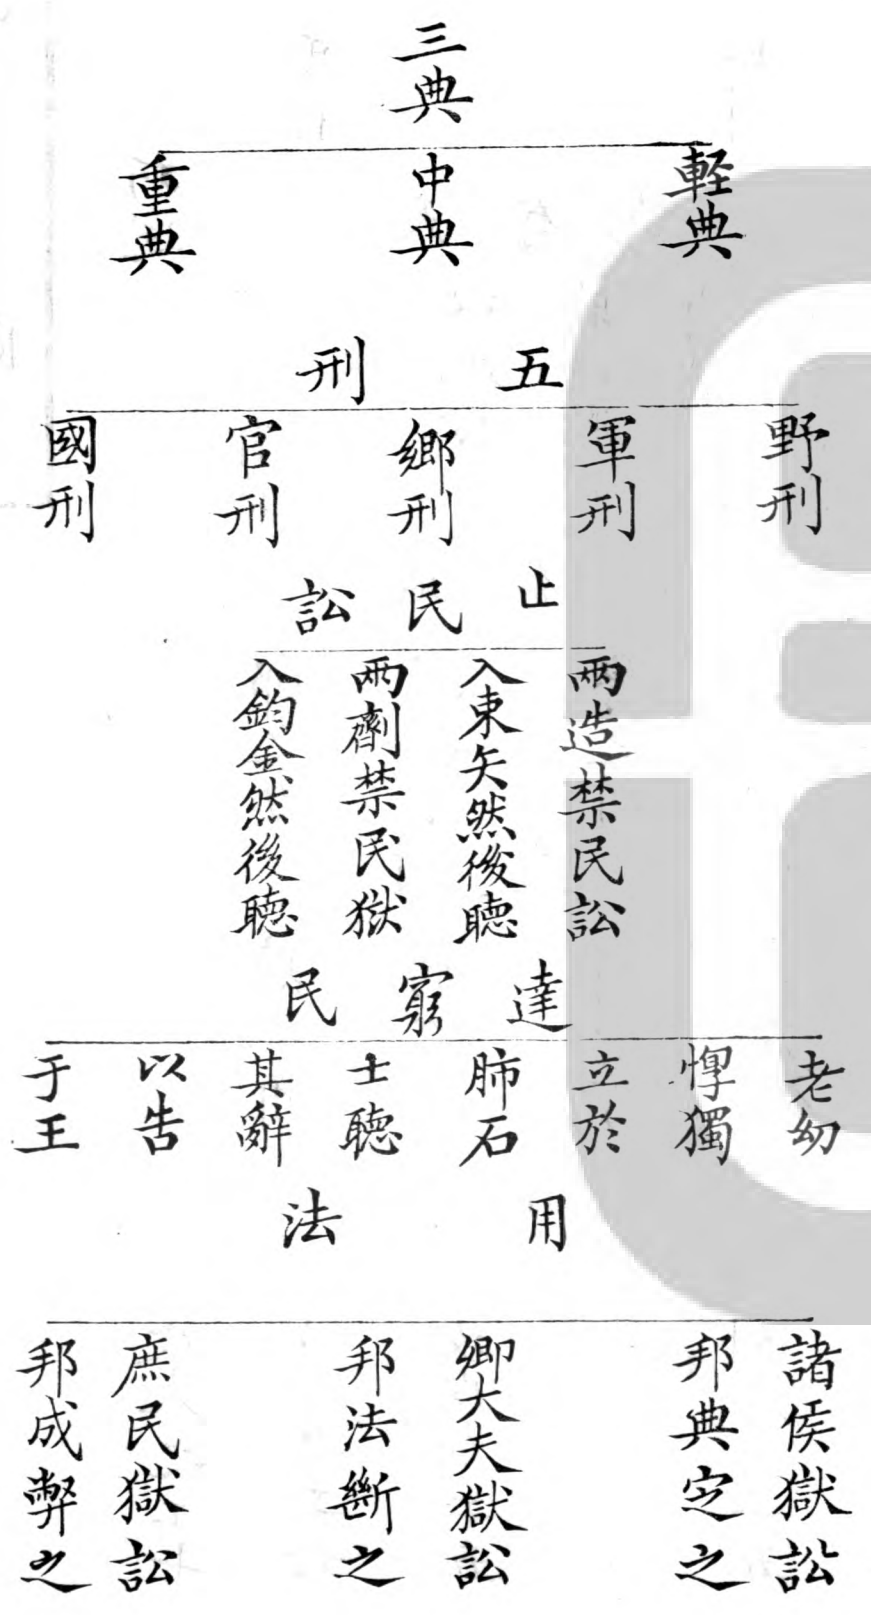 三典
軽典
中典
重典
五刑
野刑
軍刑
鄉刑
官刑
國刑
止民訟
兩造禁民訟
入東矢然後聽
兩劑禁民獄
入鈞金然後聽
達窮民
老幼
惸獨
立於
肺石
士聽
其辭
以告
于王
用法
諸侯獄訟
邦典定之
卿大夫獄訟
邦法斷之
庶民獄訟
邦成弊之